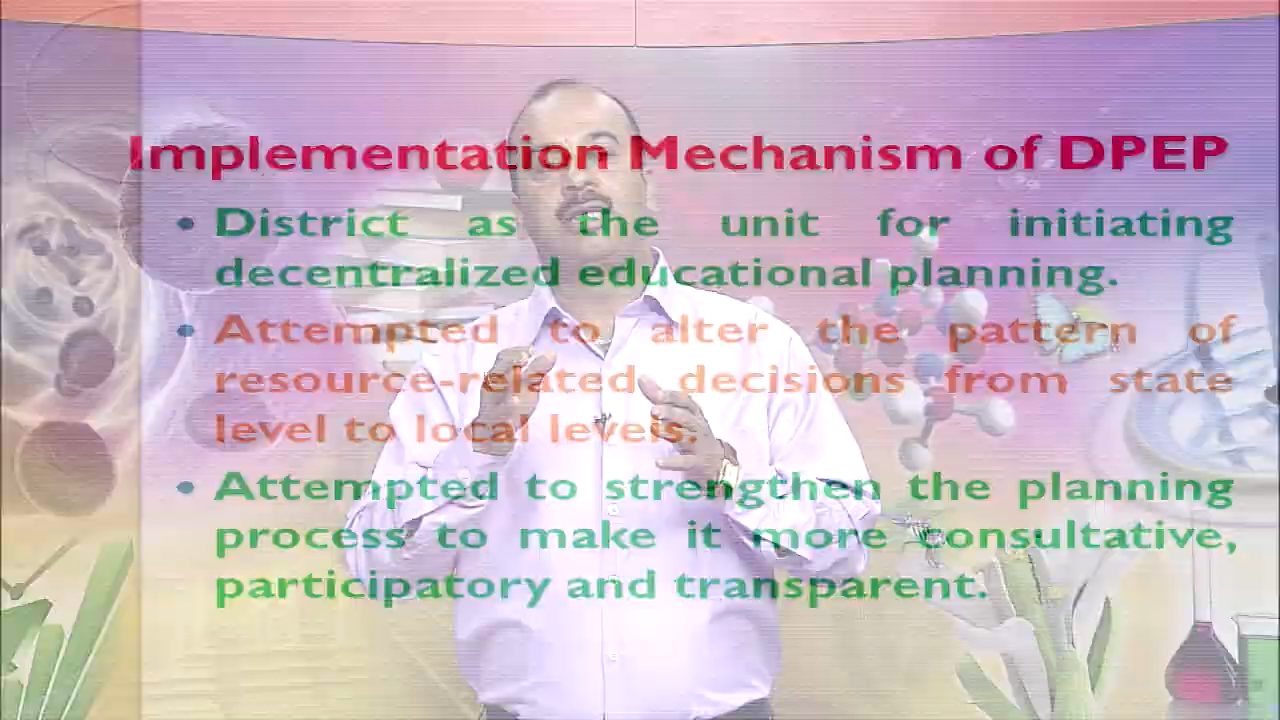 Implementation Mechanism of DPEP
• District as the unit for initiating
decentralized educational planning.
• Attempted to alter the pattern of
resource-related decisions from state
level to local levels.
• Attempted to strengthen the planning
process to make it more consultative,
participatory and transparent.